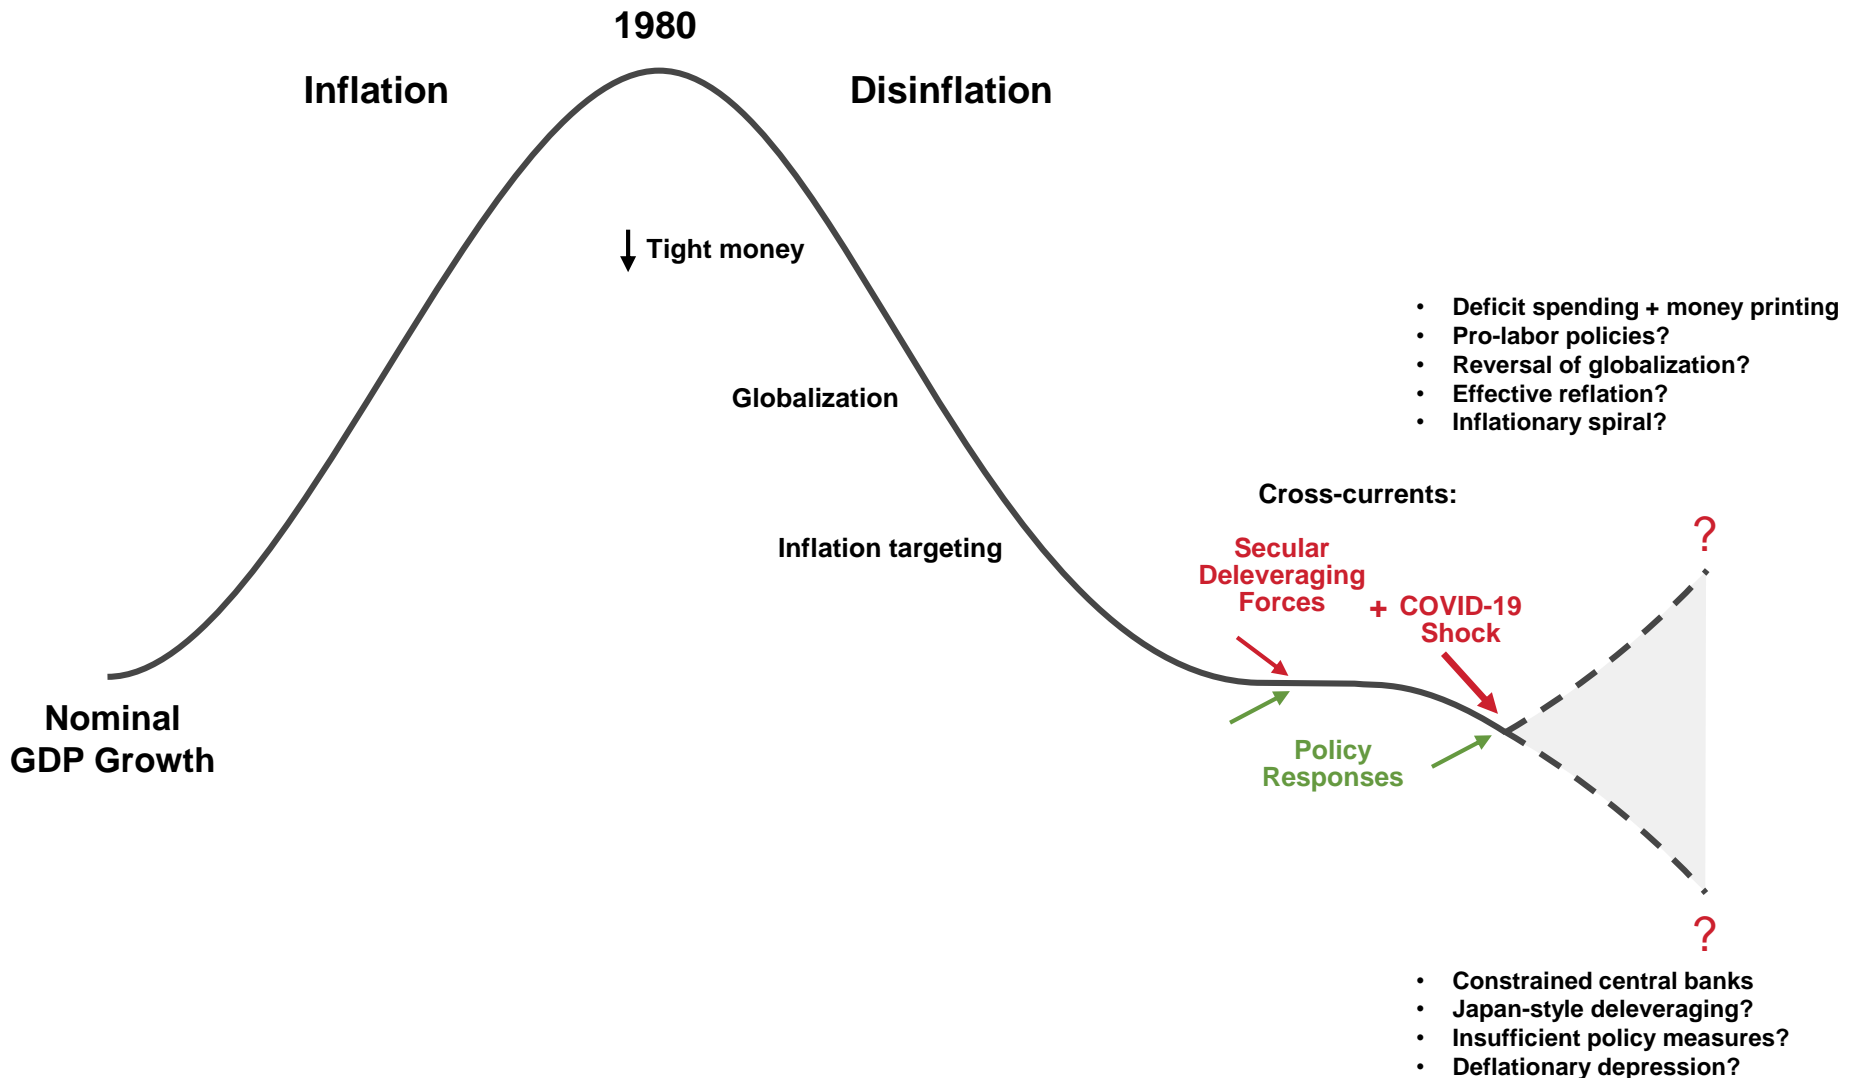 1980
Inflation
Disinflation
Tight money
Globalization
Inflation targeting
• Deficit spending + money printing
• Pro-labor policies?
• Reversal of globalization?
• Effective reflation?
• Inflationary spiral?
Cross-currents:
Secular
Deleveraging
Forces
+ COVID-19
Shock
?
Nominal
GDP Growth
Policy
Responses
?
• Constrained central banks
• Japan-style deleveraging?
• Insufficient policy measures?
• Deflationary depression?